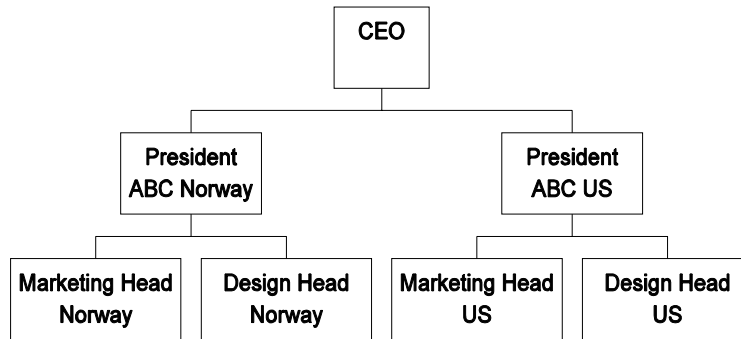 CEO
President
ABC Norway
President
ABC US
Marketing Head
Norway
Design Head
Norway
Marketing Head
US
Design Head
US